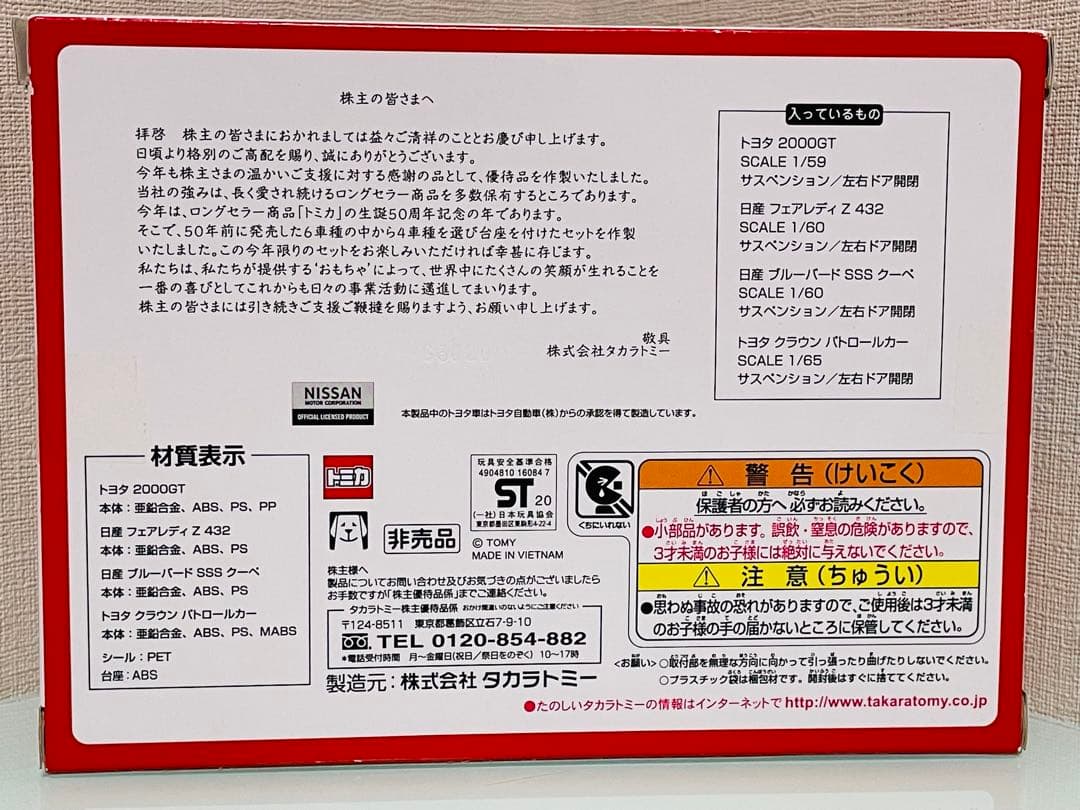 株主の皆さまへ
拝啓 株主の皆さまにおかれましては益々ご清祥のこととお慶び申し上げます。
日頃より格別のご高配を賜り、誠にありがとうございます。
今年も株主さまの温かいご支援に対する感謝の品として、優待品を作製いたしました。
当社の強みは、長く愛され続けるロングセラー商品を多数保有するところであります。
今年は、ロングセラー商品「トミカ」の生誕50周年記念の年であります。
そこで、50年前に発売した6車種の中から4車種を選び台座を付けたセットを作製
いたしました。この今年限りのセットをお楽しみいただければ幸甚に存じます。
私たちは、私たちが提供する'おもちゃ'によって、世界中にたくさんの笑顔が生れることを
一番の喜びとしてこれからも日々の事業活動に邁進してまいります。
株主の皆さまには引き続きご支援ご鞭撻を賜りますよう、お願い申し上げます。
敬具
株式会社タカラトミー
入っているもの
トヨタ 2000GT
SCALE 1/59
サスペンション/左右ドア開閉
日産 フェアレディ Z 432
SCALE 1/60
サスペンション/左右ドア開閉
日産 ブルーバード SSS クーペ
SCALE 1/60
サスペンション/左右ドア開閉
トヨタ クラウン パトロールカー
SCALE 1/65
サスペンション/左右ドア開閉
NISSAN
MOTOR CORPORATION
OFFICIAL LICENSED PRODUCT
本製品中のトヨタ車はトヨタ自動車(株)からの承認を得て製造しています。
材質表示
トヨタ 2000GT
本体:亜鉛合金、ABS、PS、PP
日産 フェアレディ Z 432
本体:亜鉛合金、ABS、PS
日産 ブルーバード SSS クーペ
本体:亜鉛合金、ABS、PS
トヨタ クラウン パトロールカー
本体:亜鉛合金、ABS、PS、MABS
シール:PET
台座:ABS
トミカ
非売品
玩具安全基準合格
4904810 16084 7
ST 20
(一社)日本玩具協会
東京都墨田区東駒形4-22-4
© TOMY
MADE IN VIETNAM
株主様へ
製品についてお問い合わせ及びお気づきの点がございましたら
お手数ですが「株主優待品係」までご連絡ください。
タカラトミー株主優待品係 おかけ間違いのないようにご注意ください
〒124-8511 東京都葛飾区立石7-9-10
TEL 0120-854-882
*電話受付時間 月〜金曜日(祝日/祭日をのぞく) 10〜17時
製造元:株式会社 タカラトミー
くちにいれない
警告(けいこく)
保護者の方へ 必ずお読みください。
●小部品があります。誤飲・窒息の危険がありますので、
3才未満のお子様には絶対に与えないでください。
注意(ちゅうい)
●思わぬ事故の恐れがありますので、ご使用後は3才未満
のお子様の手の届かないところに保管してください。
<お願い> ○取付部を無理な方向に向かって引っ張ったり曲げたりしないでください。
○プラスチック袋は梱包材です。開封後はすぐに捨ててください。
●たのしいタカラトミーの情報はインターネットで http://www.takaratomy.co.jp